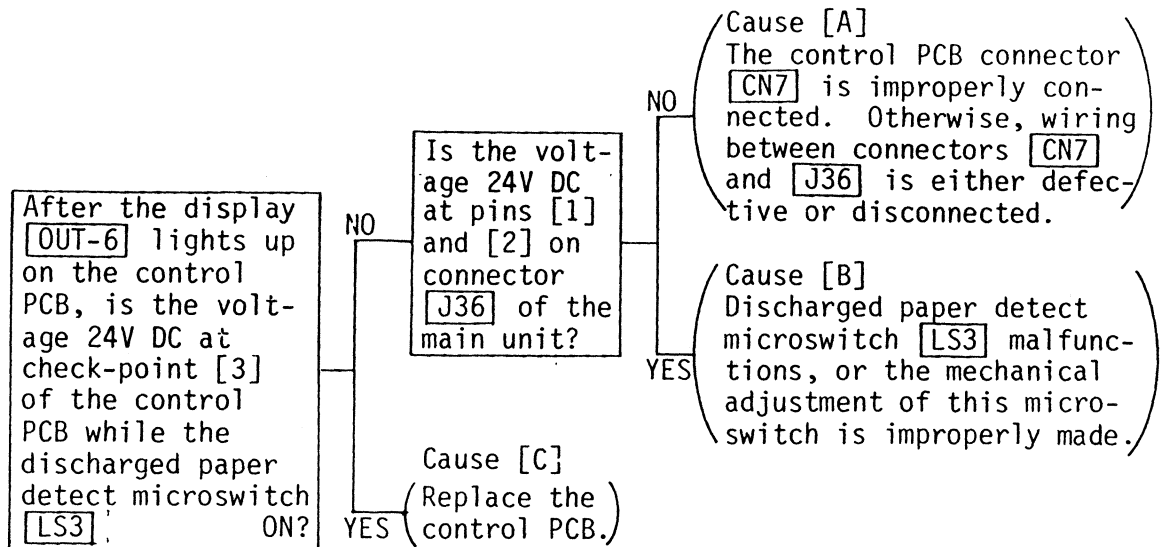 After the display
OUT-6 lights up
on the control
PCB, is the volt-
age 24V DC at
check-point [3]
of the control
PCB while the
discharged paper
detect microswitch
LS3 ON?
NO
YES
Is the volt-
age 24V DC
at pins [1]
and [2] on
connector
J36 of the
main unit?
NO
YES
Cause [A]
The control PCB connector
CN7 is improperly con-
nected. Otherwise, wiring
between connectors CN7
and J36 is either defec-
tive or disconnected.
Cause [B]
Discharged paper detect
microswitch LS3 malfunc-
tions, or the mechanical
adjustment of this micro-
switch is improperly made.
Cause [C]
Replace the
control PCB.